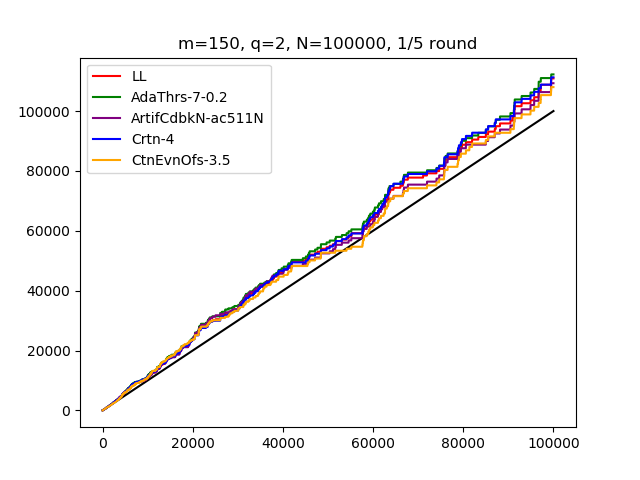 m=150, q=2, N=100000, 1/5 round
LL
AdaThrs-7-0.2
ArtifCdbkN-ac511N
Crtn-4
CtnEvnOfs-3.5
100000
80000
60000
40000
20000
0
0 20000 40000 60000 80000 100000